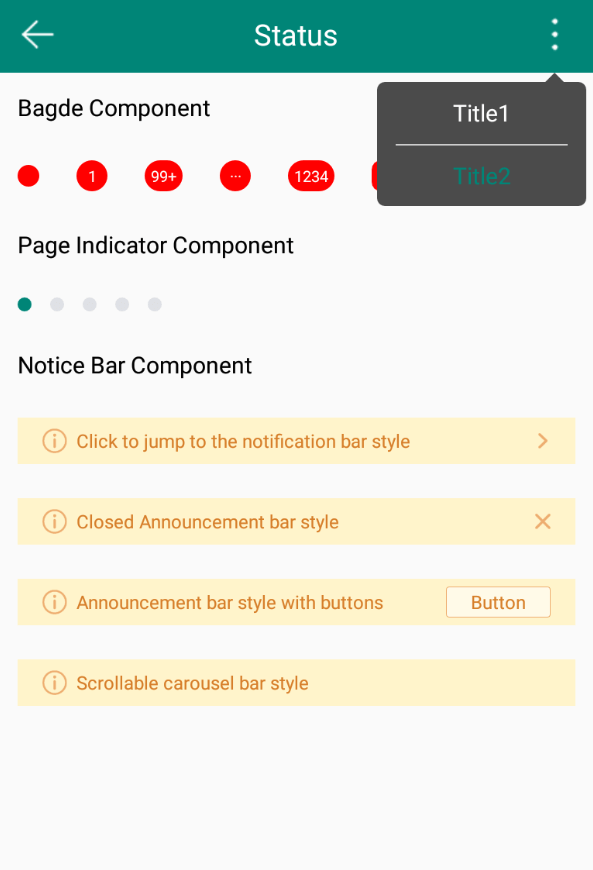 Status
Title1
Title2
Bagde Component
1
99+
...
1234
Page Indicator Component
Notice Bar Component
Click to jump to the notification bar style
Closed Announcement bar style
Announcement bar style with buttons
Button
Scrollable carousel bar style